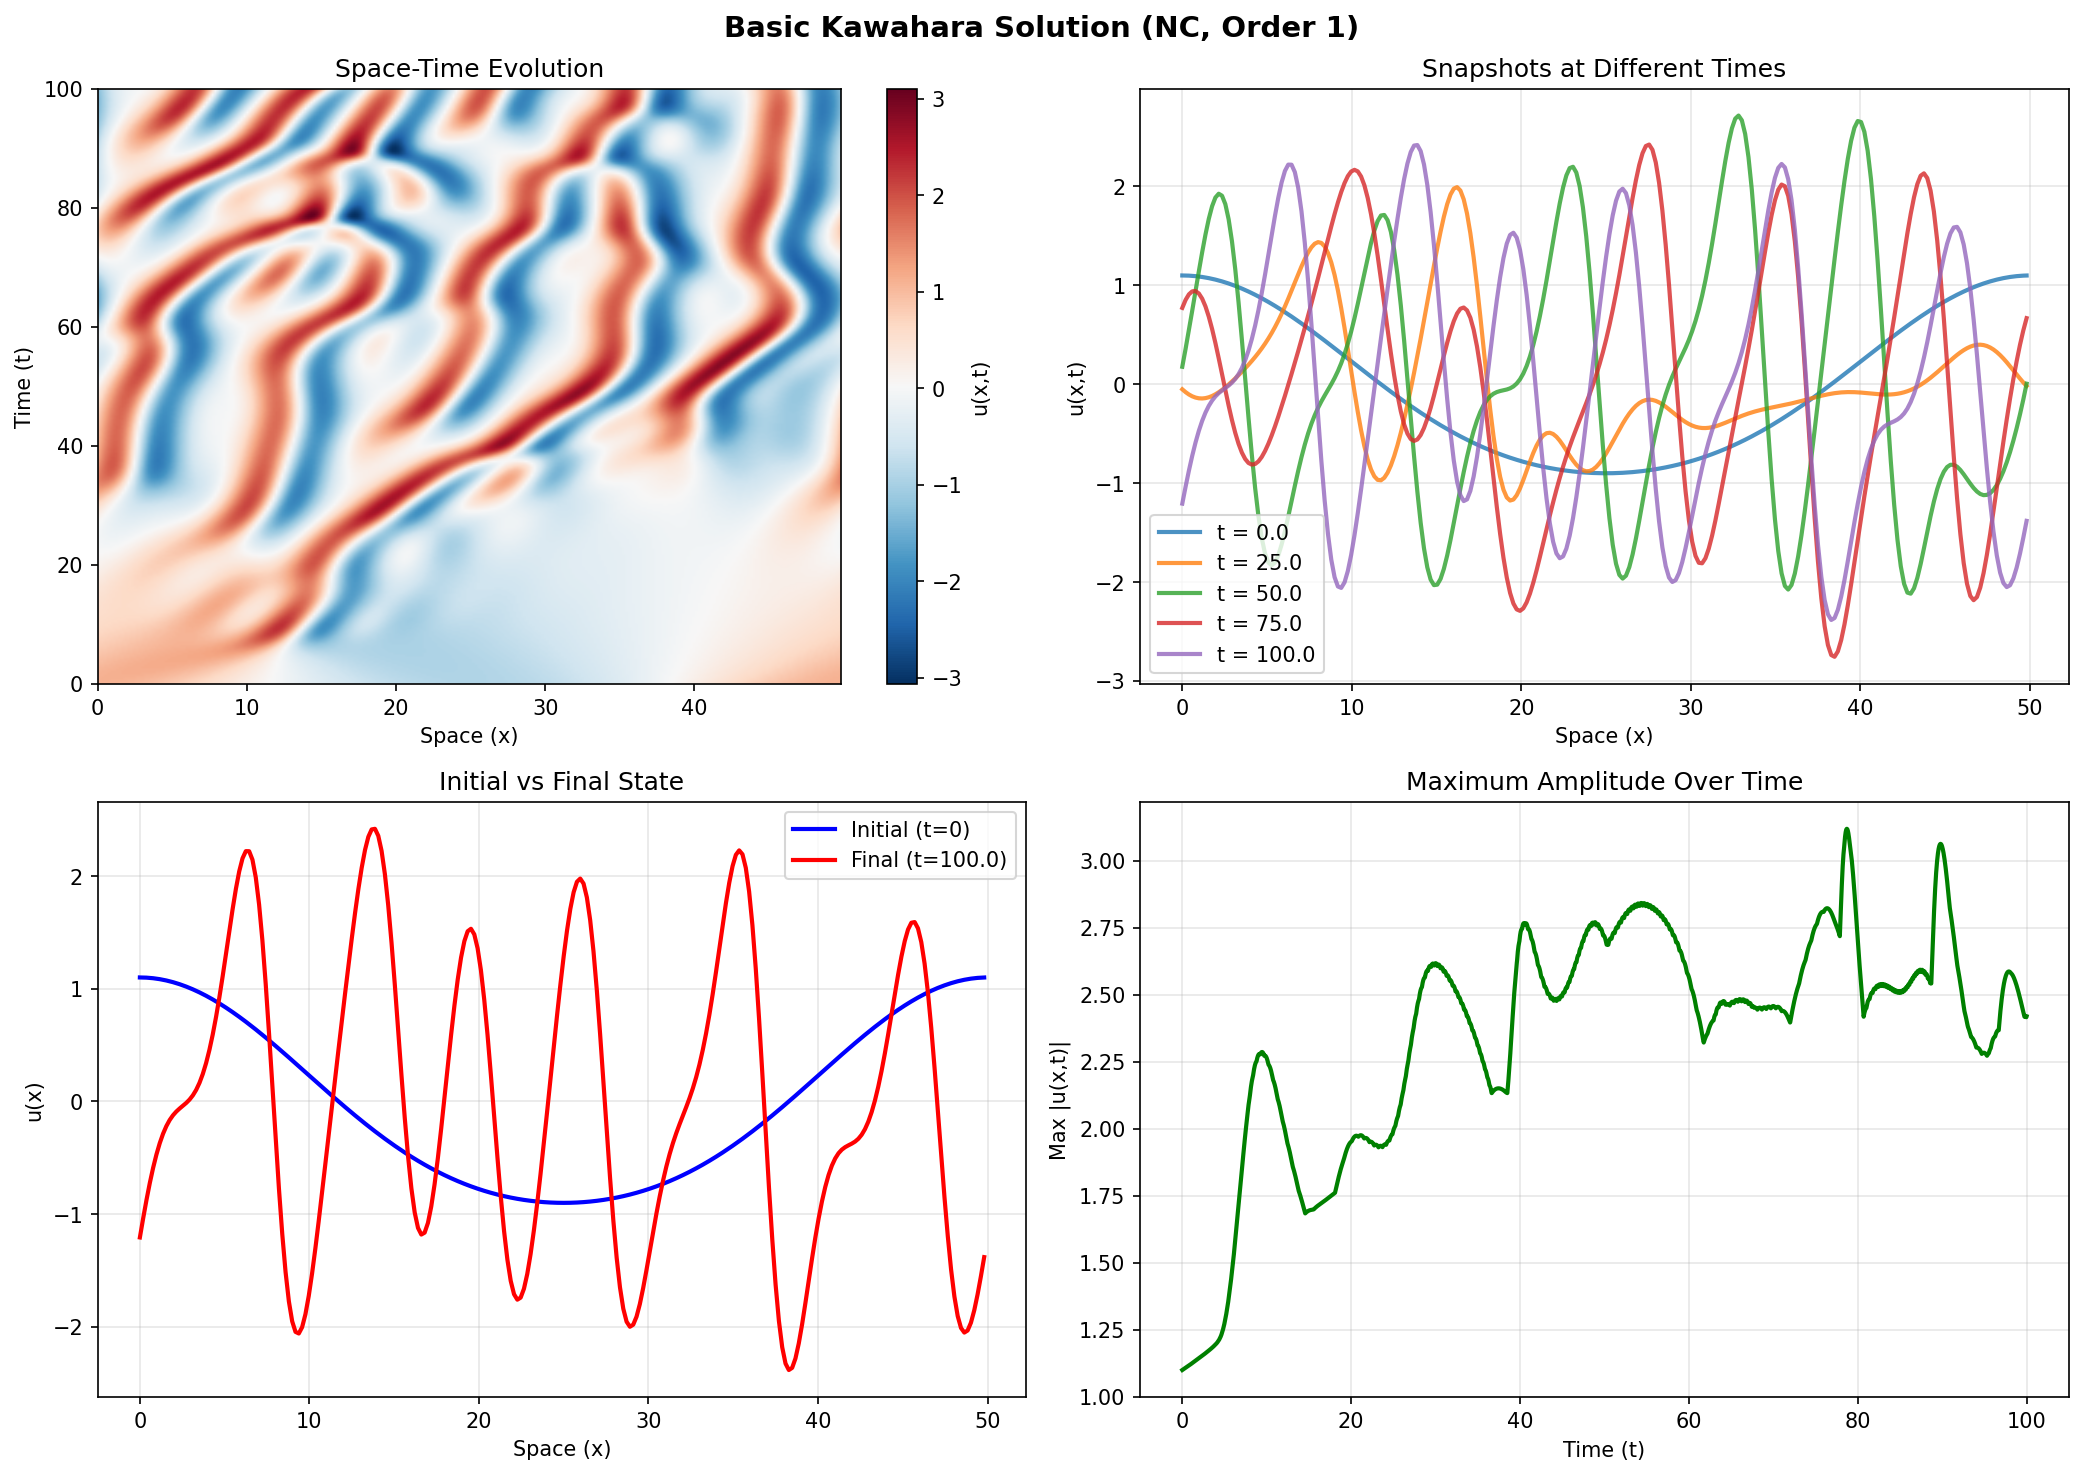 Basic Kawahara Solution (NC, Order 1)
Space-Time Evolution
100
80
60
40
20
0
Time (t)
0
10
20
30
40
Space (x)
3
2
1
0
−1
−2
−3
u(x,t)
Snapshots at Different Times
2
1
0
−1
−2
−3
u(x,t)
t = 0.0
t = 25.0
t = 50.0
t = 75.0
t = 100.0
0
10
20
30
40
50
Space (x)
Initial vs Final State
2
1
0
−1
−2
u(x)
Initial (t=0)
Final (t=100.0)
0
10
20
30
40
50
Space (x)
Maximum Amplitude Over Time
3.00
2.75
2.50
2.25
2.00
1.75
1.50
1.25
1.00
Max |u(x,t)|
0
20
40
60
80
100
Time (t)